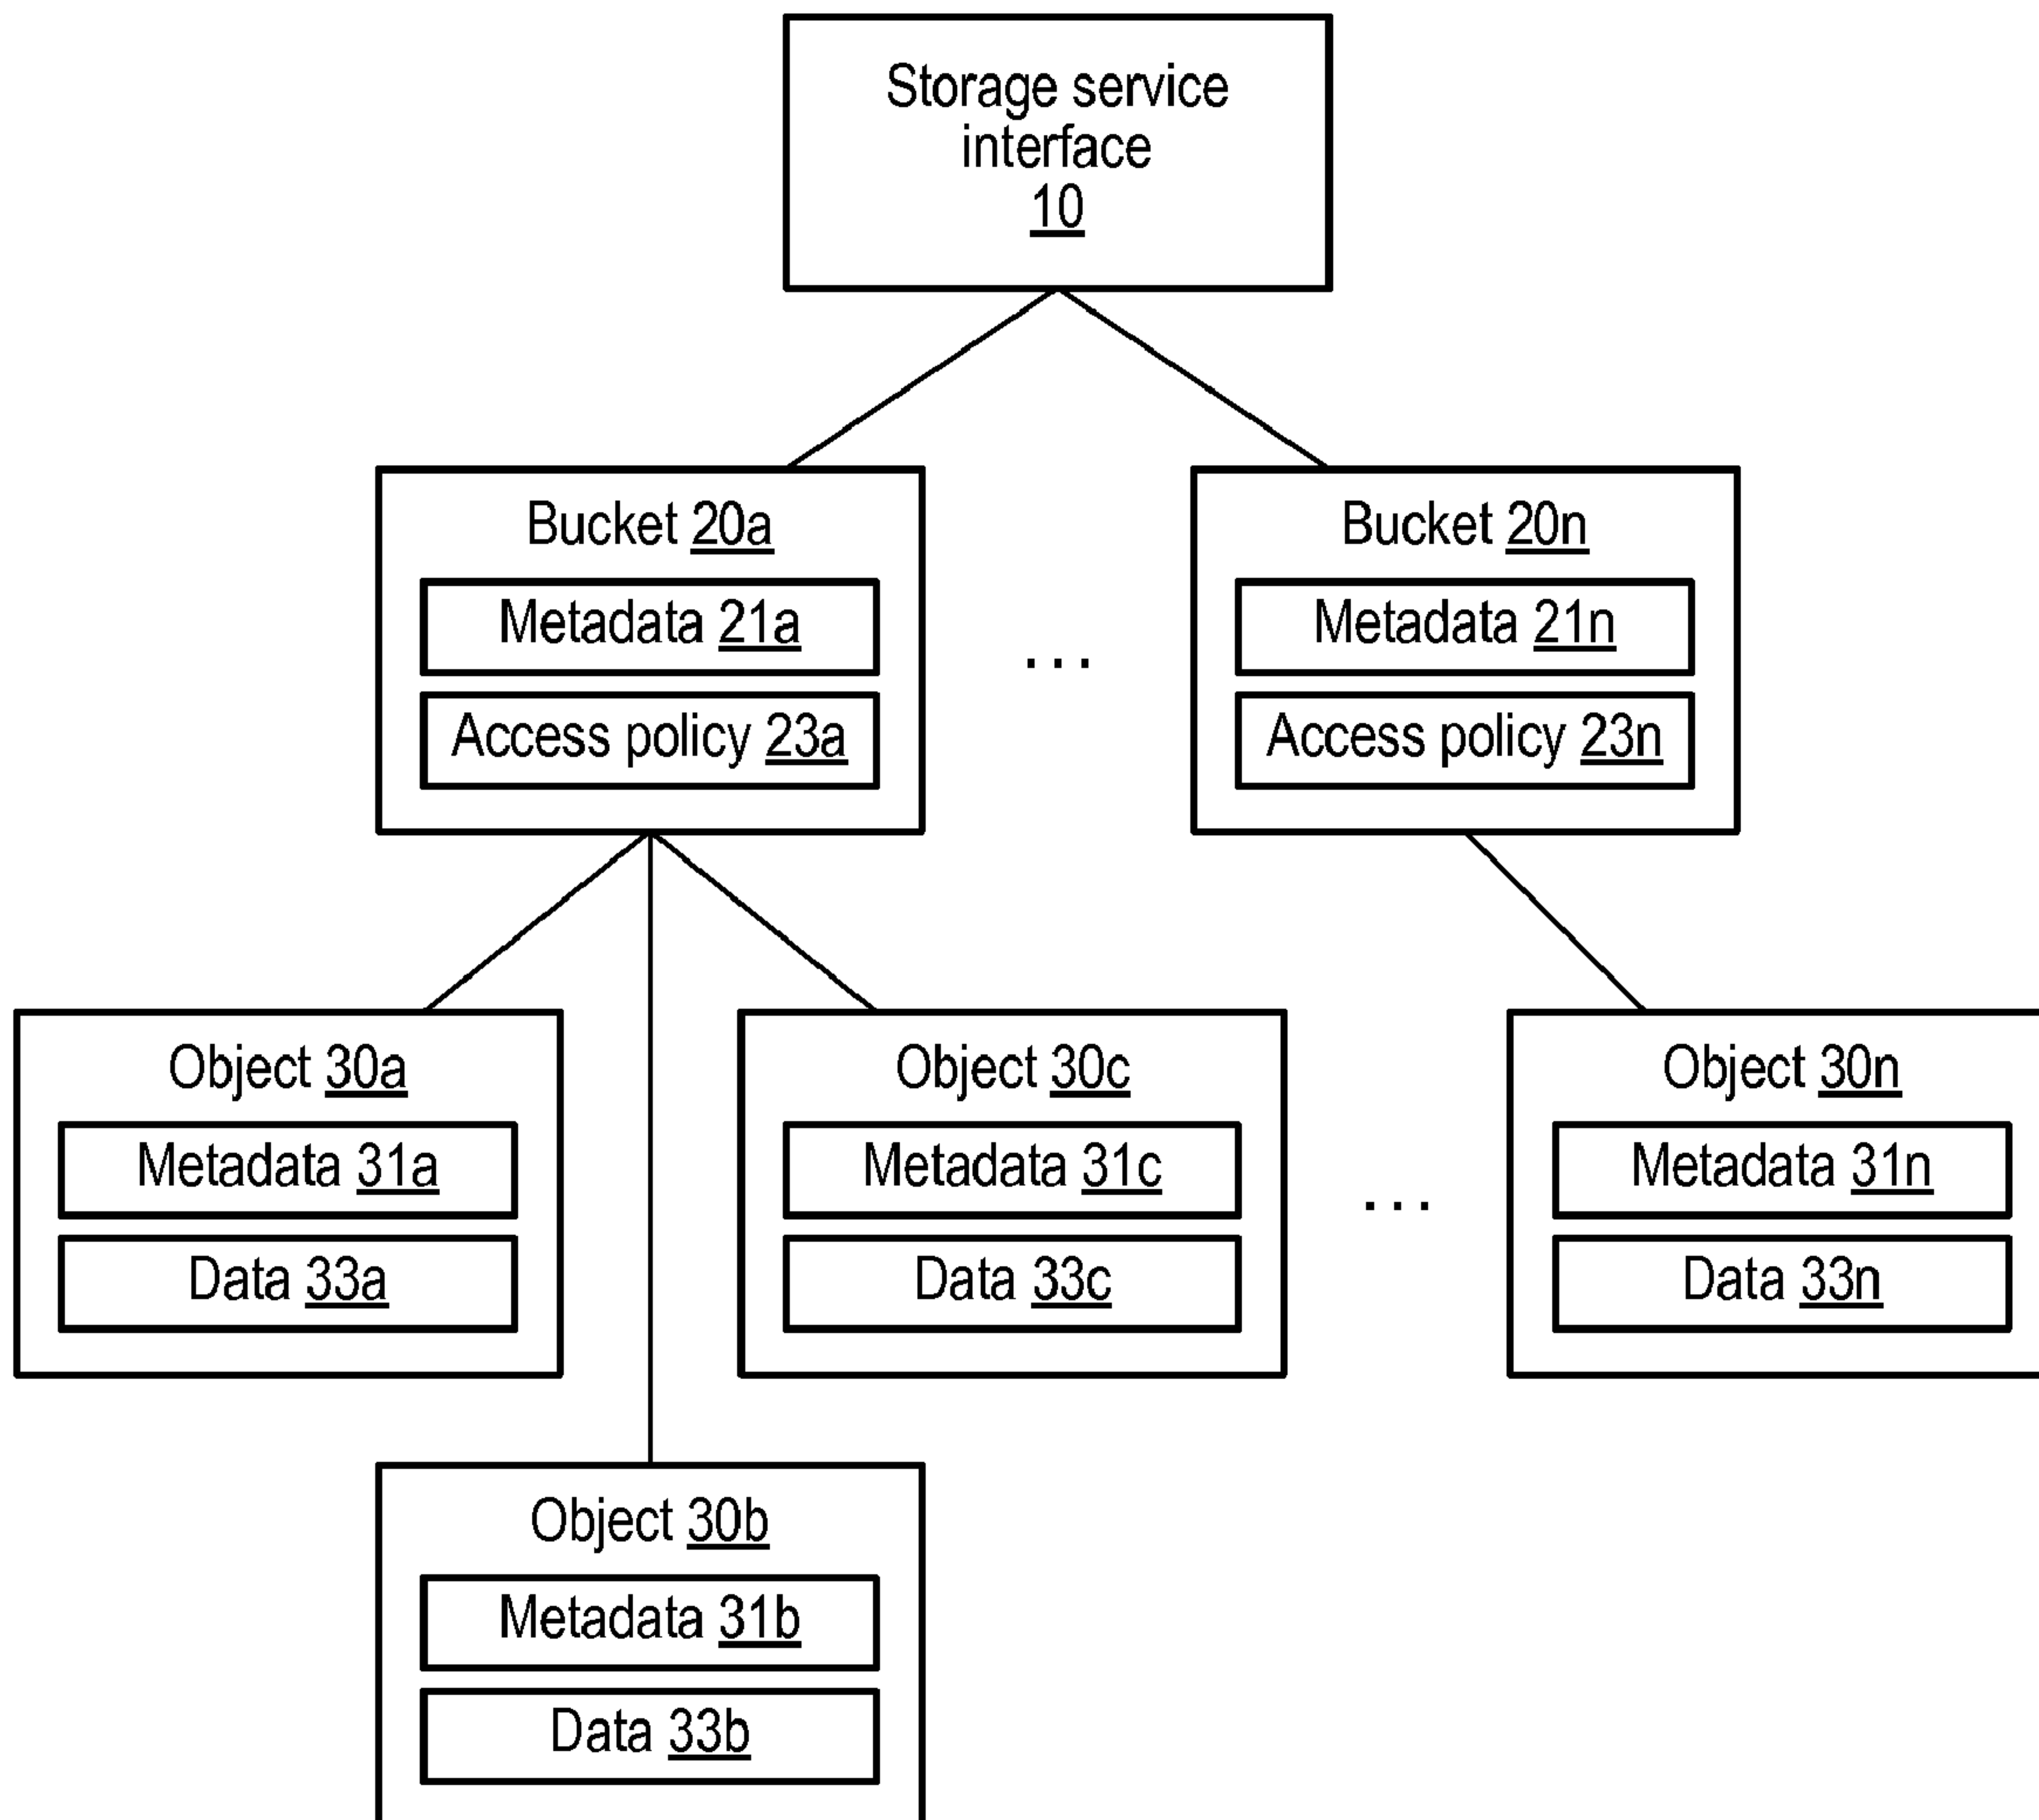 Storage service
interface
10
Bucket 20a
Metadata 21a
Access policy 23a
...
Bucket 20n
Metadata 21n
Access policy 23n
Object 30a
Metadata 31a
Data 33a
Object 30c
Metadata 31c
Data 33c
...
Object 30n
Metadata 31n
Data 33n
Object 30b
Metadata 31b
Data 33b